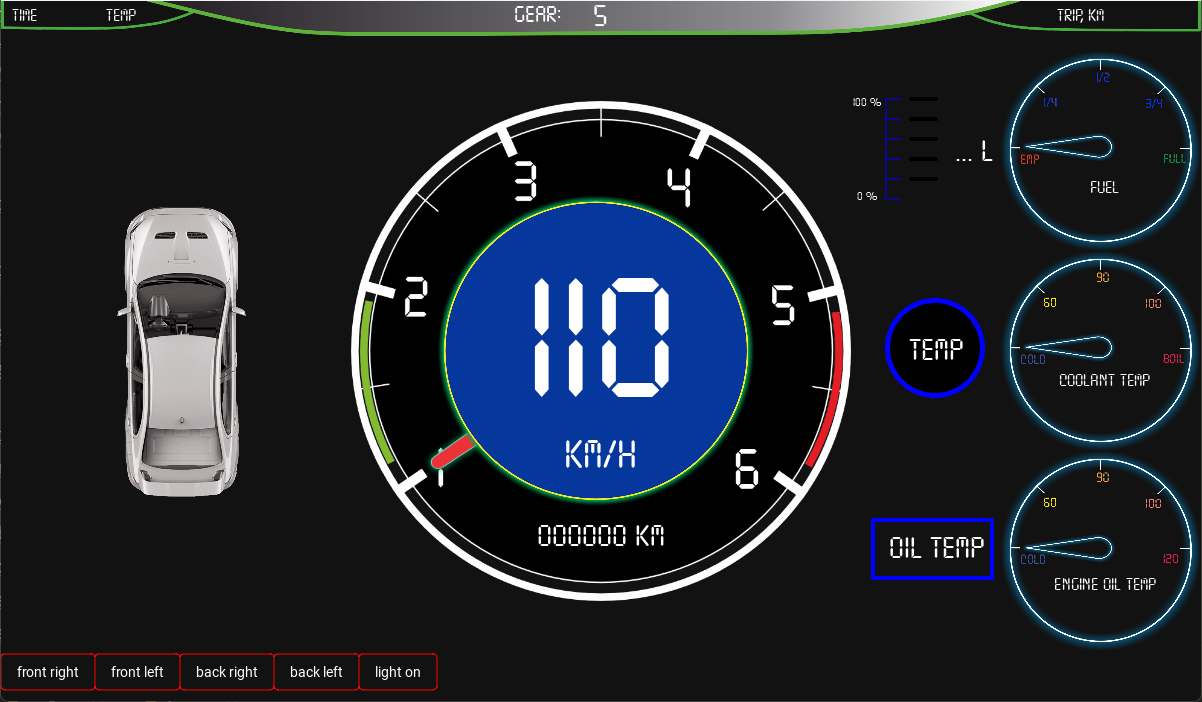 TIME TEMP GEAR: 5 TRIP, KM
1/2
1/4 3/4
100 %
... L
EMP FULL
0 %
FUEL
3 4
2 5
110
KM/H
1 6
000000 KM
90
60 100
TEMP
COLD BOIL
COOLANT TEMP
90
60 100
OIL TEMP
COLD 120
ENGINE OIL TEMP
front right front left back right back left light on